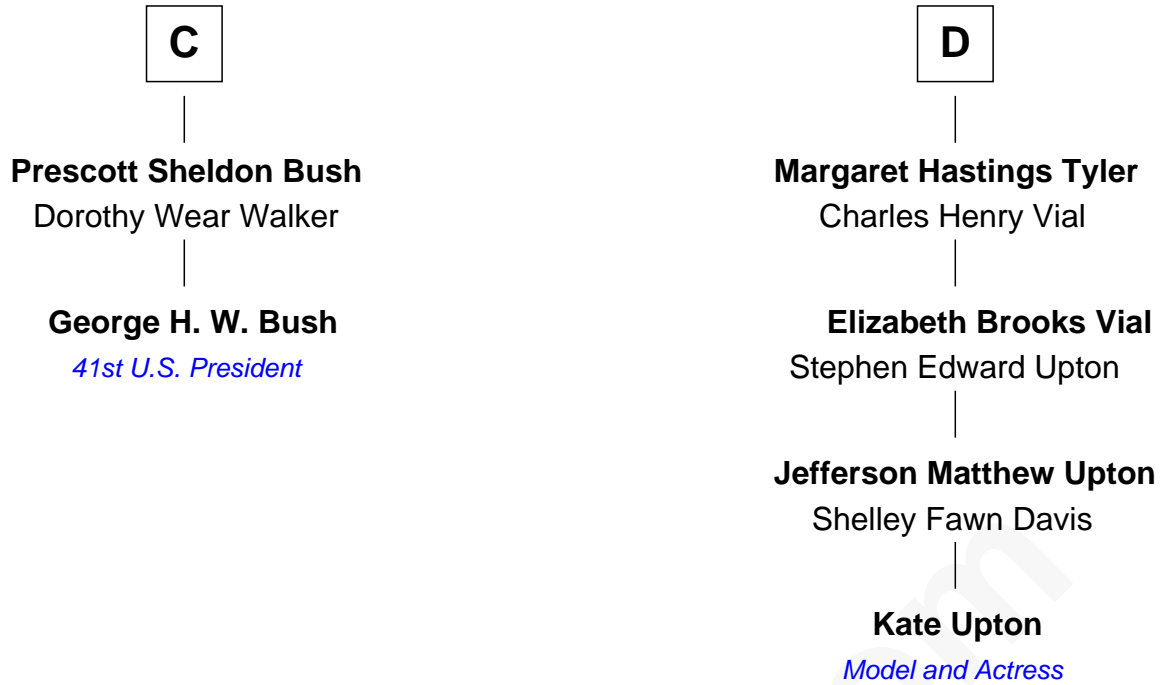 C
Prescott Sheldon Bush
Dorothy Wear Walker
George H. W. Bush
41st U.S. President
D
Margaret Hastings Tyler
Charles Henry Vial
Elizabeth Brooks Vial
Stephen Edward Upton
Jefferson Matthew Upton
Shelley Fawn Davis
Kate Upton
Model and Actress